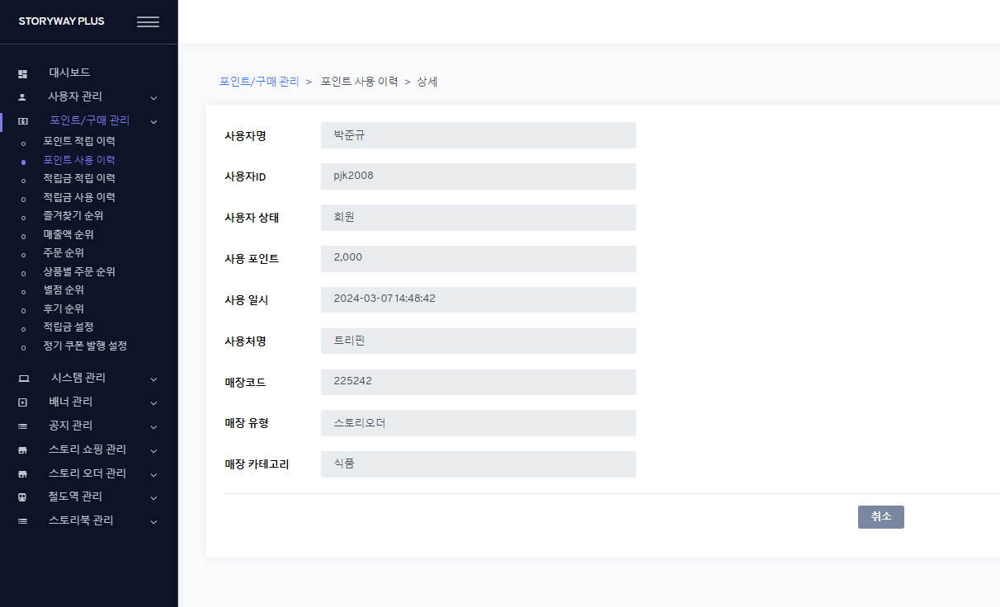 STORYWAY PLUS
대시보드
사용자 관리
포인트/구매 관리
포인트 적립 이력
포인트 사용 이력
적립금 적립 이력
적립금 사용 이력
즐겨찾기 순위
매출액 순위
주문 순위
상품별 주문 순위
별점 순위
후기 순위
적립금 설정
정기 쿠폰 발행 설정
시스템 관리
배너 관리
공지 관리
스토리 쇼핑 관리
스토리 오더 관리
철도역 관리
스토리북 관리
포인트/구매 관리 > 포인트 사용 이력 > 상세
사용자명 박준규
사용자ID pjk2008
사용자 상태 회원
사용 포인트 2,000
사용 일시 2024-03-07 14:48:42
사용처명 트리핀
매장코드 225242
매장 유형 스토리오더
매장 카테고리 식품
취소